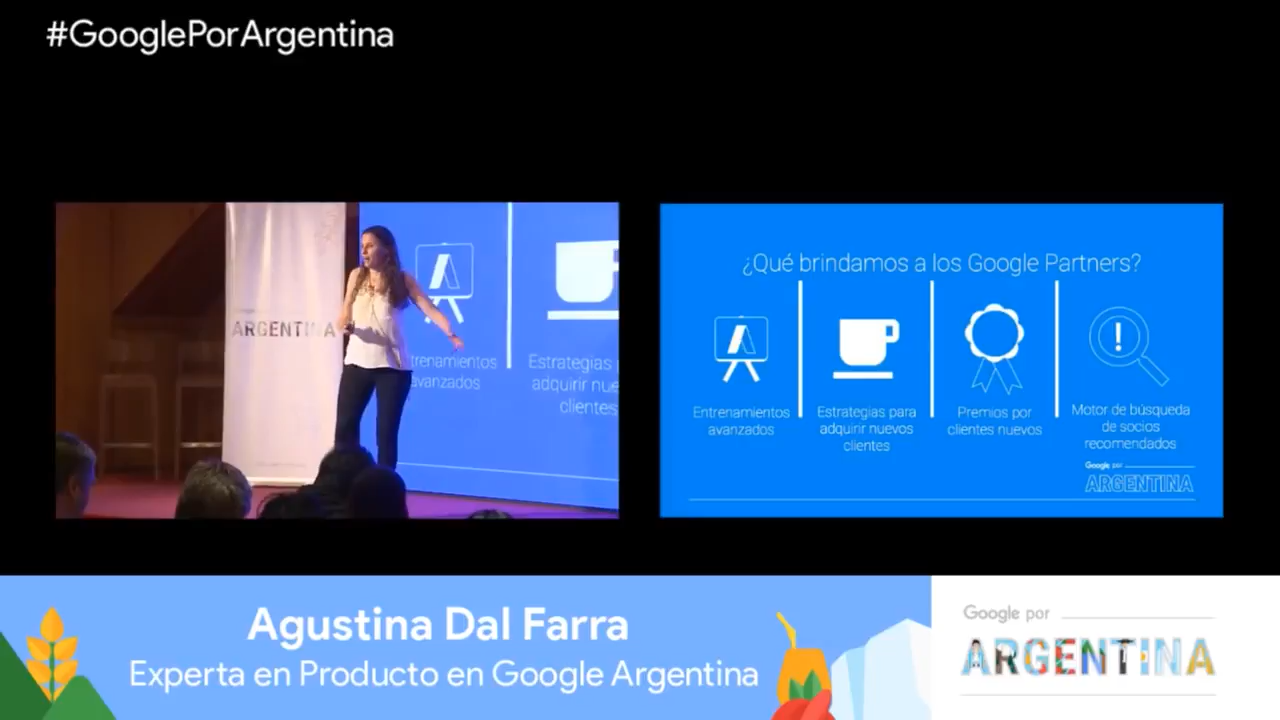 #GooglePorArgentina
ARGENTINA
trenamientos
avanzados
Estrategias
adquirir nue
clientes
¿Qué brindamos a los Google Partners?
Entrenamientos
avanzados
Estrategias para
adquirir nuevos
clientes
Premios por
clientes nuevos
Motor de búsqueda
de socios
recomendados
Google por
ARGENTINA
Agustina Dal Farra
Experta en Producto en Google Argentina
Google por
ARGENTINA